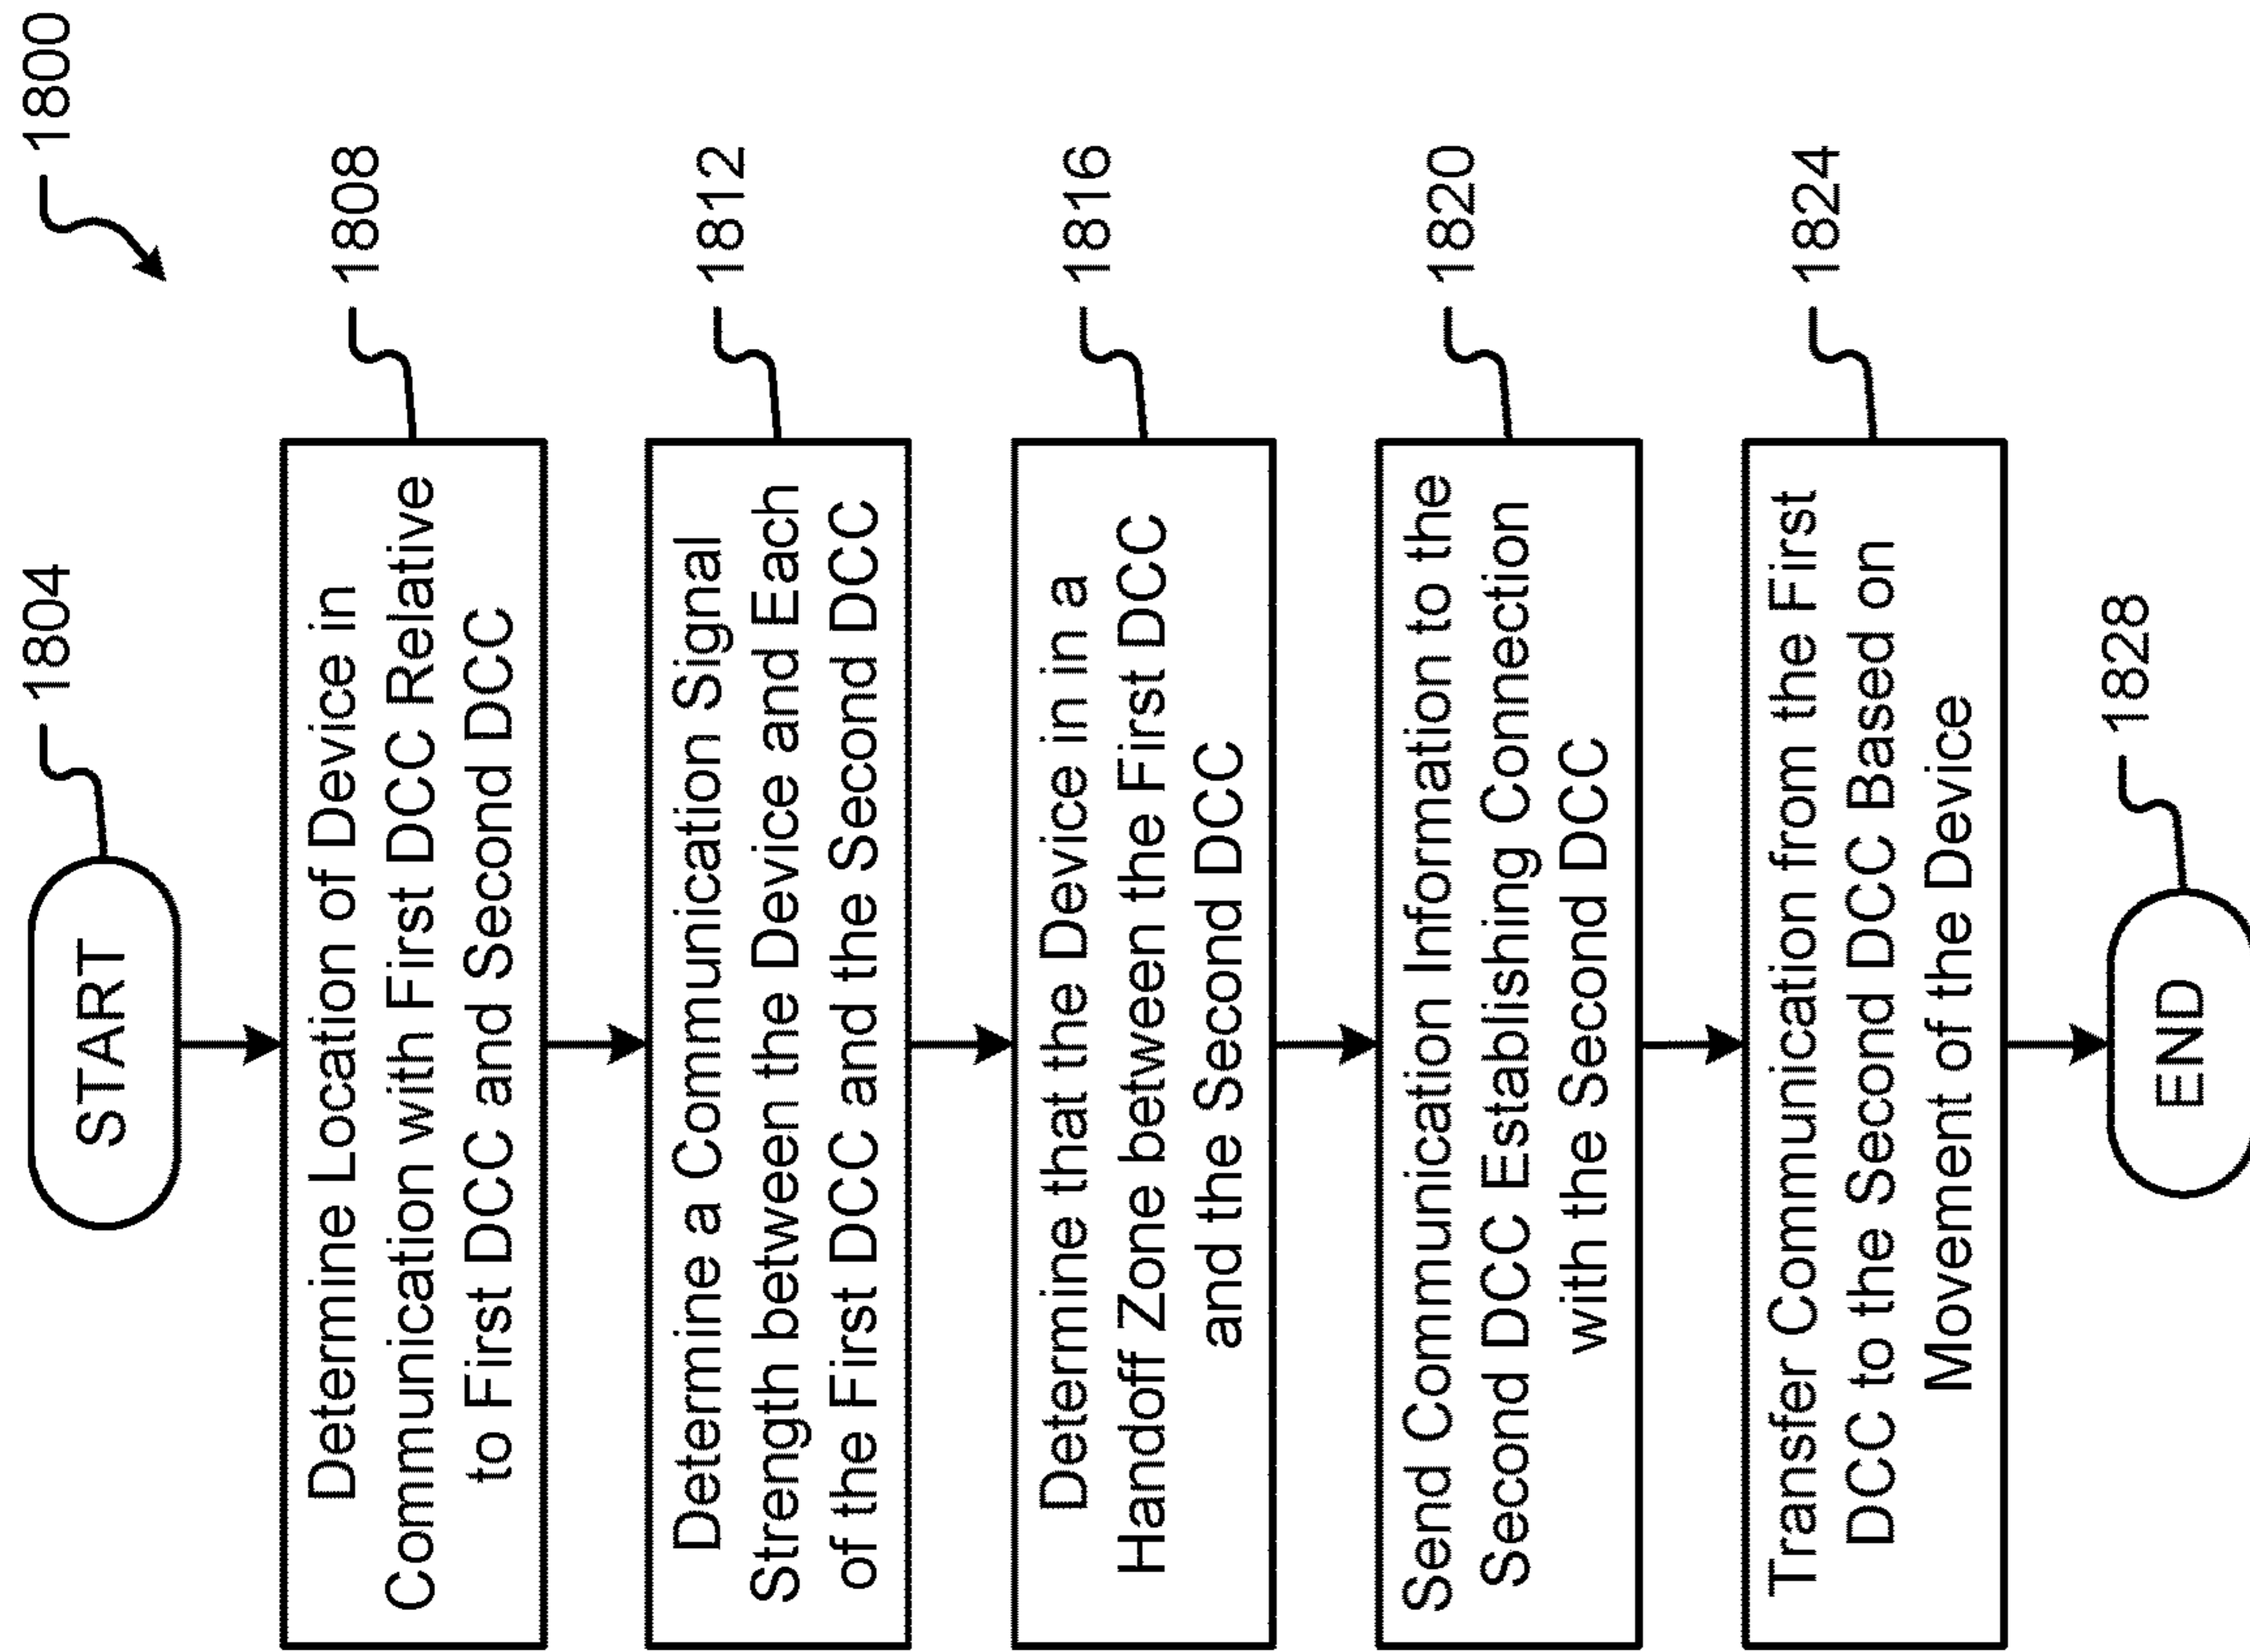 1800
START
1804
Determine Location of Device in
Communication with First DCC Relative
to First DCC and Second DCC
1808
Determine a Communication Signal
Strength between the Device and Each
of the First DCC and the Second DCC
1812
Determine that the Device in in a
Handoff Zone between the First DCC
and the Second DCC
1816
Send Communication Information to the
Second DCC Establishing Connection
with the Second DCC
1820
Transfer Communication from the First
DCC to the Second DCC Based on
Movement of the Device
1824
END
1828